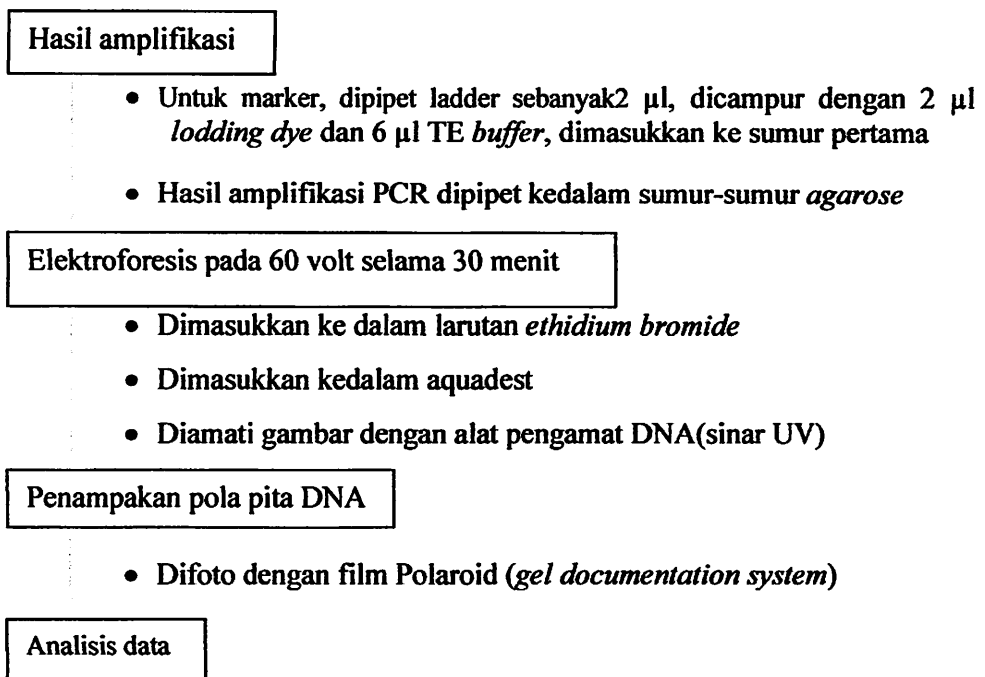 Hasil amplifikasi
• Untuk marker, dipipet ladder sebanyak2 µl, dicampur dengan 2 µl
lodding dye dan 6 µl TE buffer, dimasukkan ke sumur pertama
• Hasil amplifikasi PCR dipipet kedalam sumur-sumur agarose
Elektroforesis pada 60 volt selama 30 menit
• Dimasukkan ke dalam larutan ethidium bromide
• Dimasukkan kedalam aquadest
• Diamati gambar dengan alat pengamat DNA(sinar UV)
Penampakan pola pita DNA
• Difoto dengan film Polaroid (gel documentation system)
Analisis data